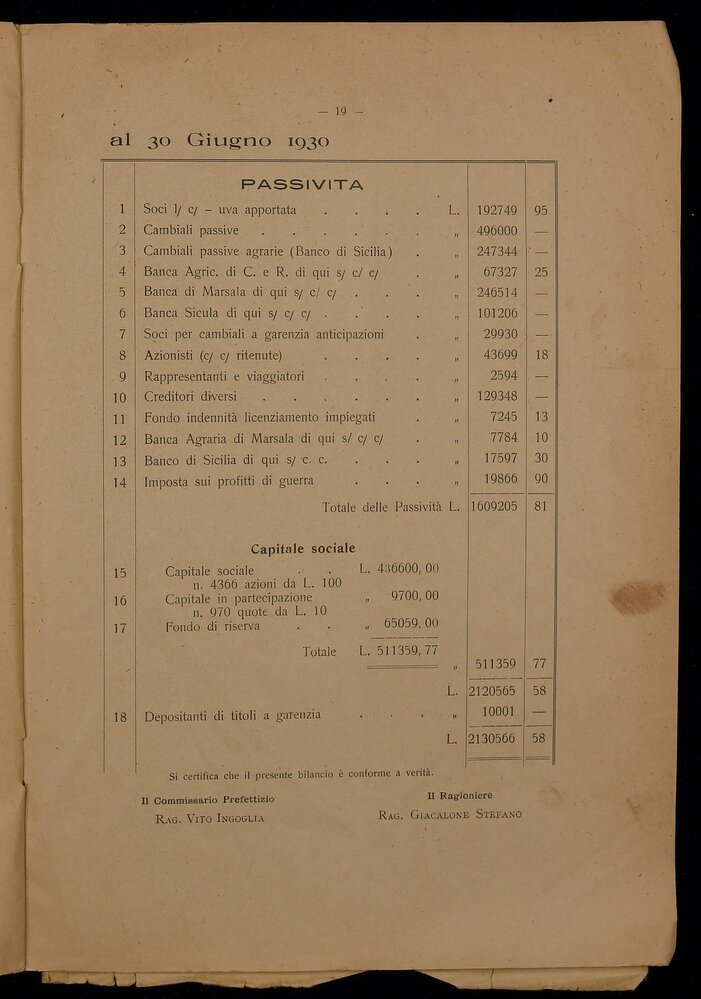 — 19 —
al 30 Giugno 1930
PASSIVITA
1 Soci l/ c/ - uva apportata . . . . L. 192749 95
2 Cambiali passive . . . . . . „ 496000 —
3 Cambiali passive agrarie (Banco di Sicilia) . „ 247344 —
4 Banca Agric. di C. e R. di qui s/ c/ c/ . „ 67327 25
5 Banca di Marsala di qui s/ c/ c/ . . . „ 246514 —
6 Banca Sicula di qui s/ c/ c/ . . . . „ 101206 —
7 Soci per cambiali a garenzia anticipazioni . „ 29930 —
8 Azionisti (c/ c/ ritenute) . . . . „ 43699 18
9 Rappresentanti e viaggiatori . . . . „ 2594 —
10 Creditori diversi . . . . . . „ 129348 —
11 Fondo indennità licenziamento impiegati . „ 7245 13
12 Banca Agraria di Marsala di qui s/ c/ c/ . „ 7784 10
13 Banco di Sicilia di qui s/ c. c. . . . „ 17597 30
14 Imposta sui profitti di guerra . . . „ 19866 90
Totale delle Passività L. 1609205 81
Capitale sociale
15 Capitale sociale . . L. 436600, 00
n. 4366 azioni da L. 100
16 Capitale in partecipazione „ 9700, 00
n. 970 quote da L. 10
17 Fondo di riserva . . „ 65059, 00
Totale L. 511359, 77
„ 511359 77
L. 2120565 58
18 Depositanti di titoli a garenzia . . . „ 10001 —
L. 2130566 58
Si certifica che il presente bilancio è conforme a verità.
Il Commissario Prefettizio
RAG. VITO INGOGLIA
Il Ragioniere
RAG. GIACALONE STEFANO